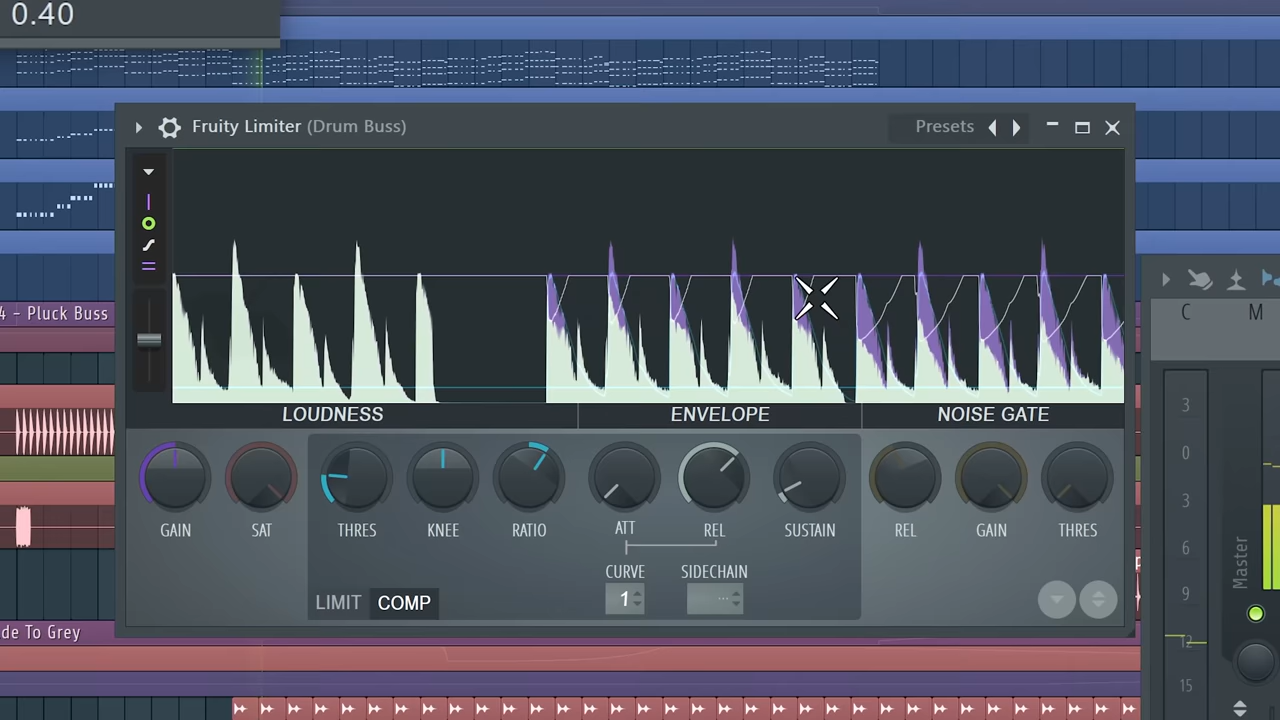 0.40
Fruity Limiter (Drum Buss)
Presets
4 - Pluck Buss
LOUDNESS
ENVELOPE
NOISE GATE
GAIN
SAT
THRES
KNEE
RATIO
ATT
REL
SUSTAIN
REL
GAIN
THRES
CURVE
SIDECHAIN
1
---
LIMIT
COMP
de To Grey
C
M
3
0
3
6
9
12
15
Master